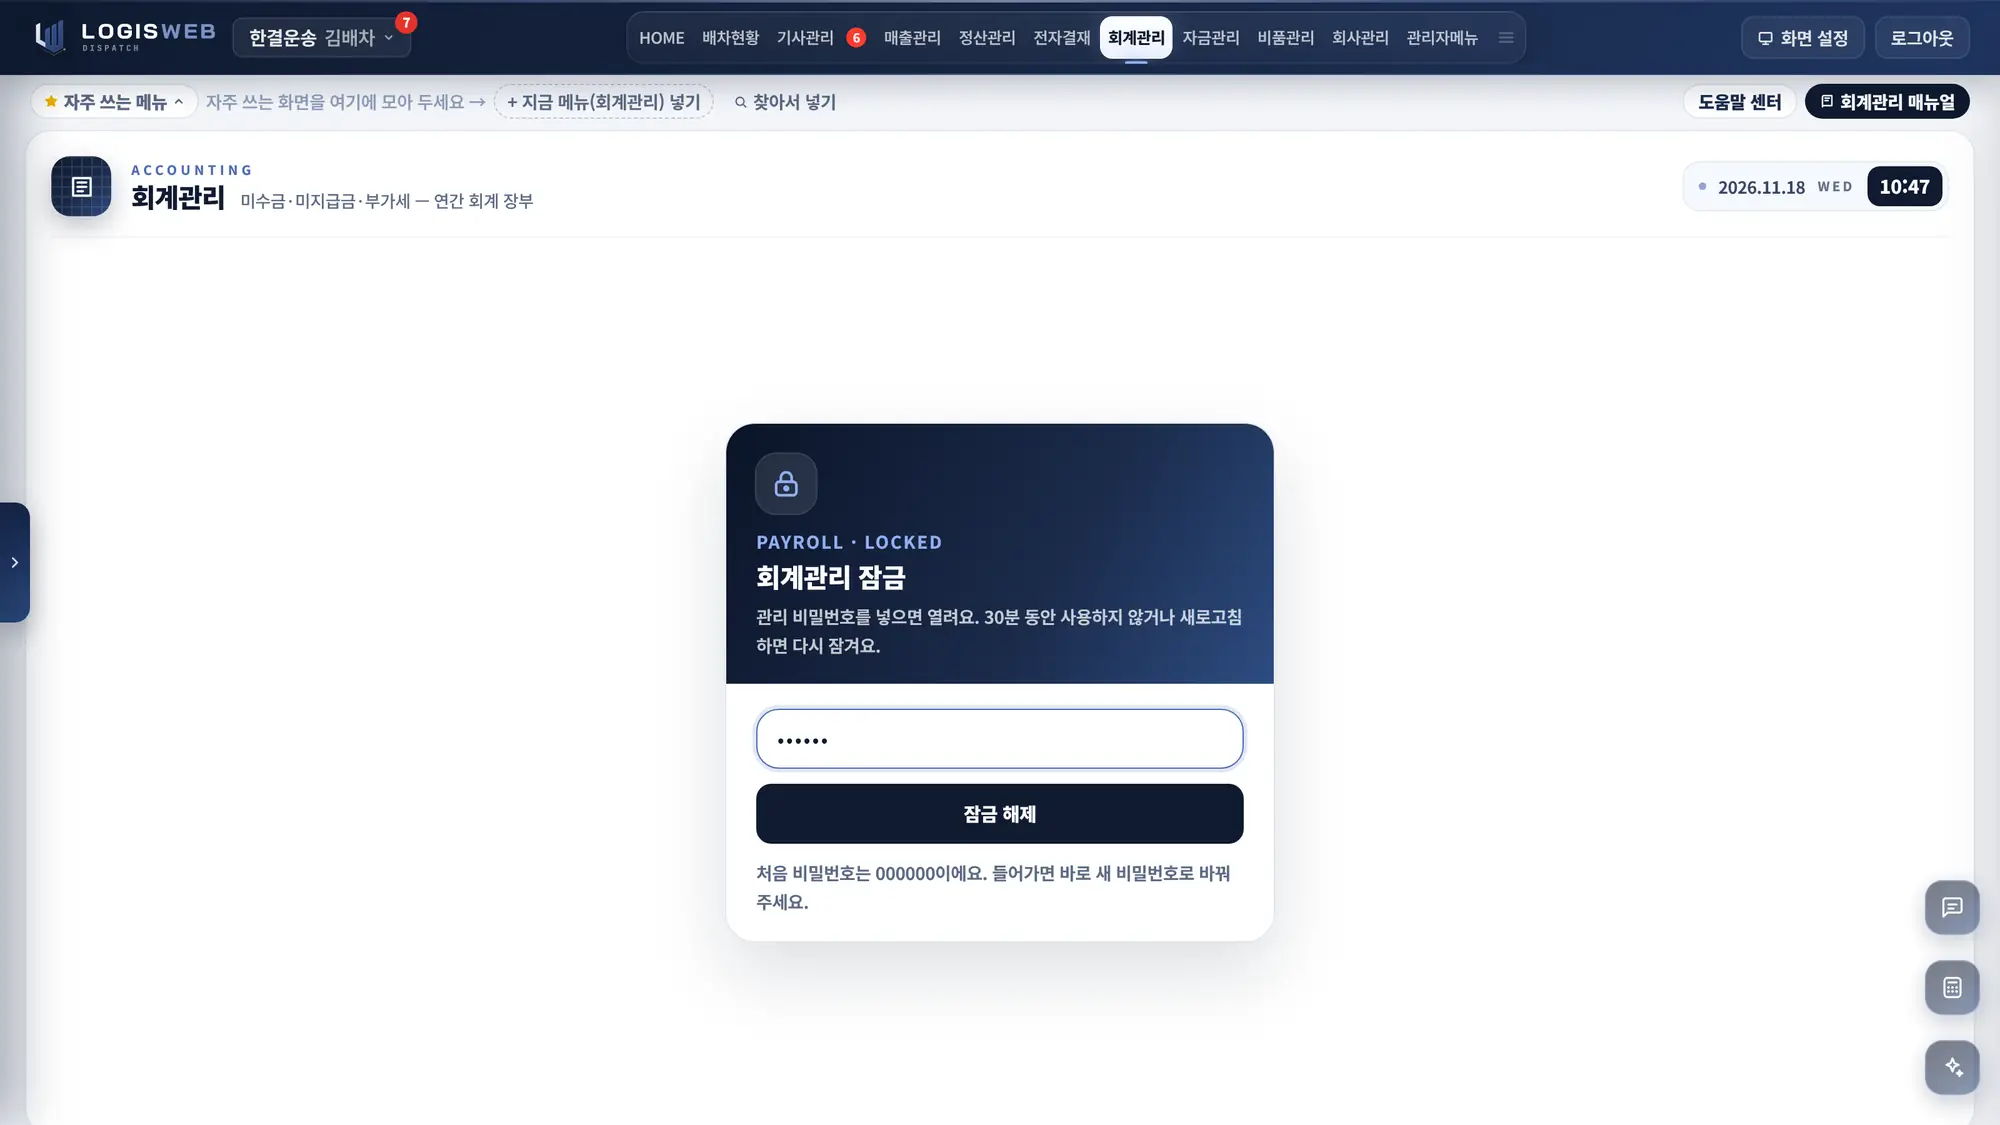 LOGISWEB
DISPATCH
한결운송 김배차
7
HOME 배차현황 기사관리 6 매출관리 정산관리 전자결재 회계관리 자금관리 비품관리 회사관리 관리자메뉴
화면 설정
로그아웃
자주 쓰는 메뉴
자주 쓰는 화면을 여기에 모아 두세요 →
+ 지금 메뉴(회계관리) 넣기
찾아서 넣기
도움말 센터
회계관리 매뉴얼
ACCOUNTING
회계관리 미수금·미지급금·부가세 — 연간 회계 장부
2026.11.18 WED 10:47
PAYROLL · LOCKED
회계관리 잠금
관리 비밀번호를 넣으면 열려요. 30분 동안 사용하지 않거나 새로고침
하면 다시 잠겨요.
••••••
잠금 해제
처음 비밀번호는 000000이에요. 들어가면 바로 새 비밀번호로 바꿔
주세요.